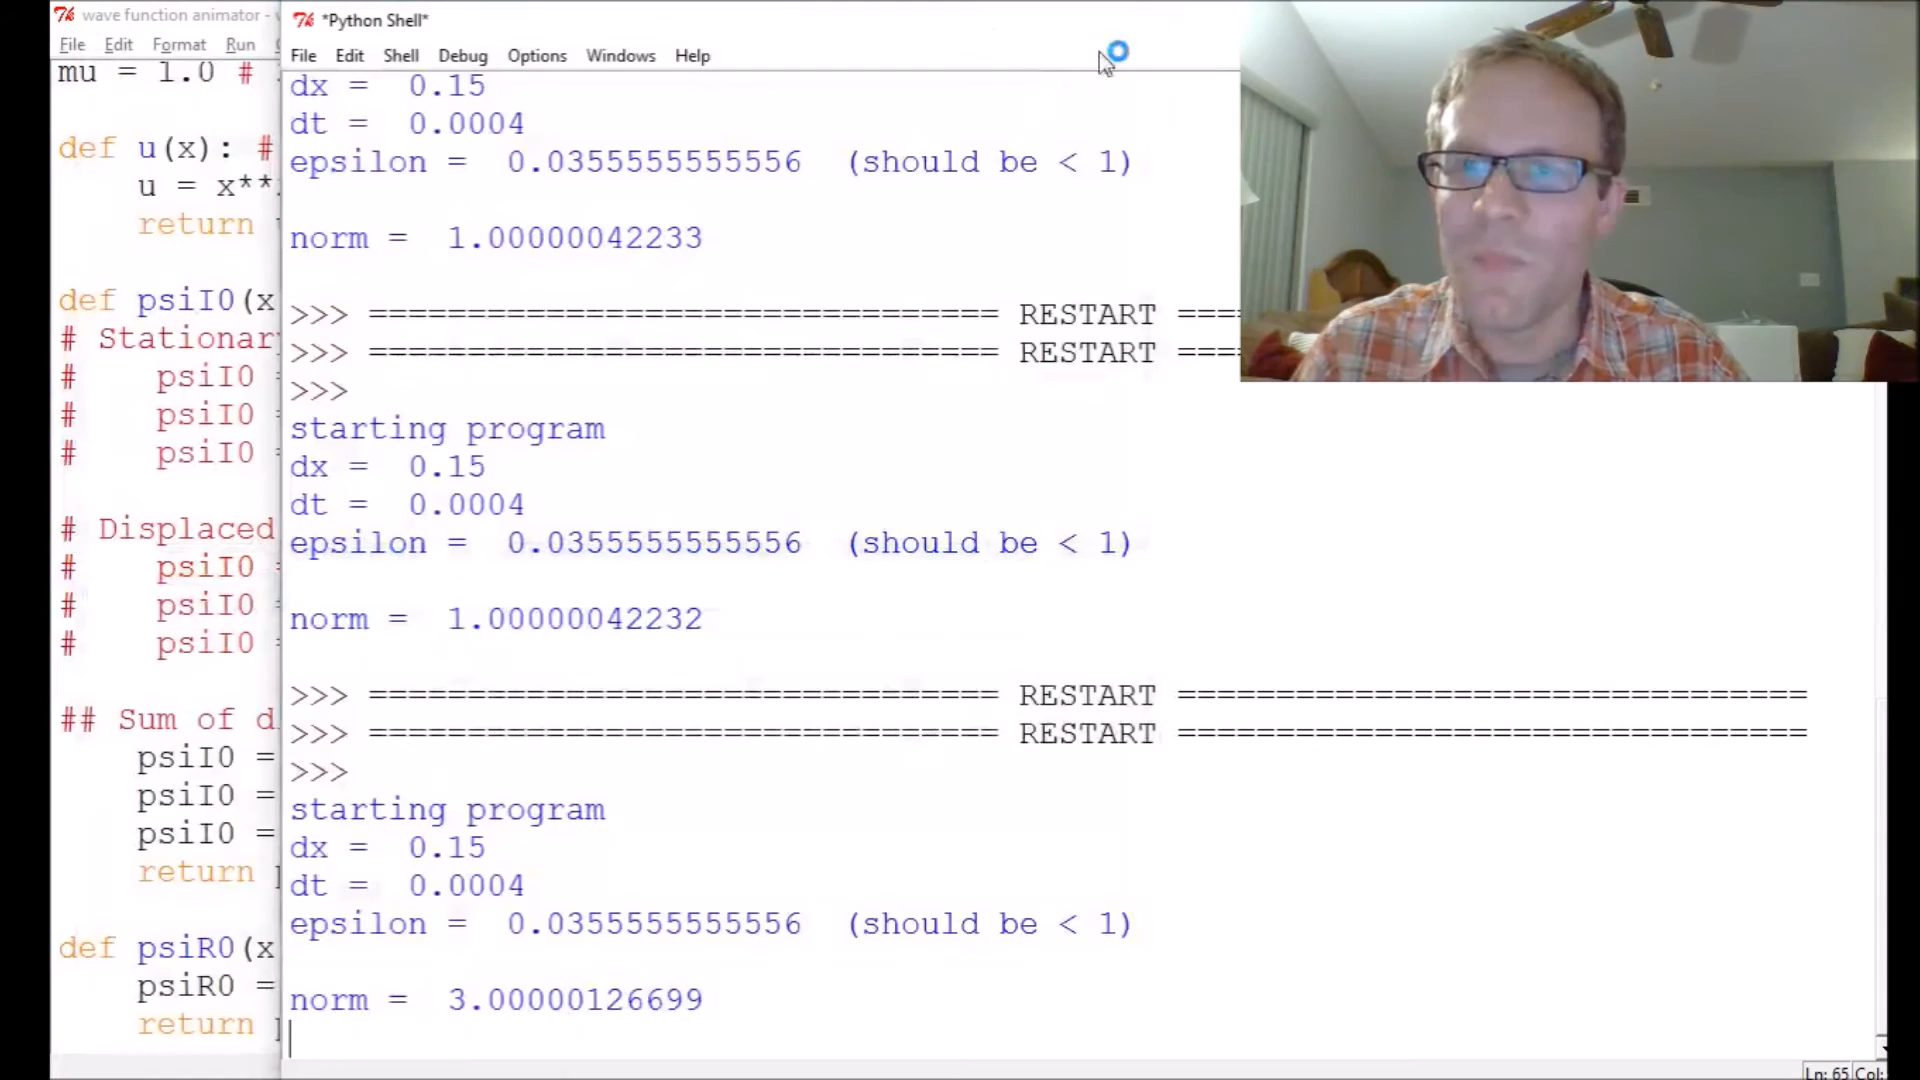 wave function animator -
File Edit Format Run
mu = 1.0 #
def u(x): #
u = x**
return
def psiI0(x
# Stationar
# psiI0 =
# psiI0 =
# psiI0 =
# Displaced
# psiI0 =
# psiI0 =
# psiI0 =
## Sum of d
psiI0 =
psiI0 =
psiI0 =
return
def psiR0(x
psiR0 =
return
*Python Shell*
File Edit Shell Debug Options Windows Help
dx = 0.15
dt = 0.0004
epsilon = 0.0355555555556 (should be < 1)
norm = 1.00000042233
>>> ================================ RESTART ====
>>> ================================ RESTART ====
>>>
starting program
dx = 0.15
dt = 0.0004
epsilon = 0.0355555555556 (should be < 1)
norm = 1.00000042232
>>> ================================ RESTART ================================
>>> ================================ RESTART ================================
>>>
starting program
dx = 0.15
dt = 0.0004
epsilon = 0.0355555555556 (should be < 1)
norm = 3.00000126699
Ln: 65 Col: